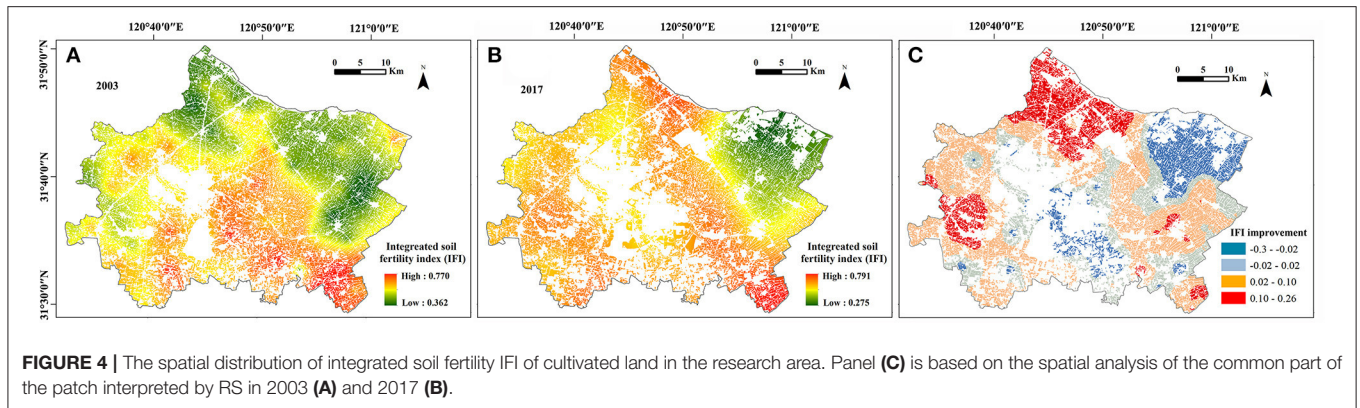 120°40′0″E 120°50′0″E 121°0′0″E
31°50′0″N
31°40′0″N
31°30′0″N
A
2003
0 5 10
Km
N
Integreated soil
fertility index (IFI)
High : 0.770
Low : 0.362
120°40′0″E 120°50′0″E 121°0′0″E
B
2017
0 5 10
Km
N
Integreated soil
fertility index (IFI)
High : 0.791
Low : 0.275
120°40′0″E 120°50′0″E 121°0′0″E
C
0 5 10
Km
N
IFI improvement
-0.3 - -0.02
-0.02 - 0.02
0.02 - 0.10
0.10 - 0.26
FIGURE 4 | The spatial distribution of integrated soil fertility IFI of cultivated land in the research area. Panel (C) is based on the spatial analysis of the common part of
the patch interpreted by RS in 2003 (A) and 2017 (B).